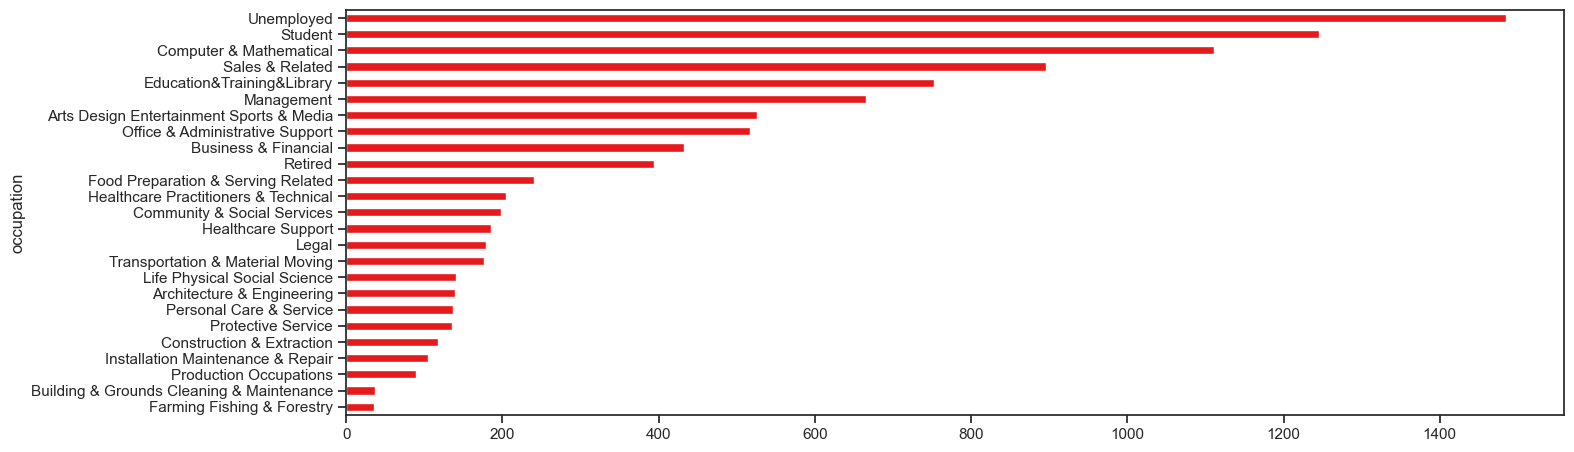 Unemployed
Student
Computer & Mathematical
Sales & Related
Education&Training&Library
Management
Arts Design Entertainment Sports & Media
Office & Administrative Support
Business & Financial
Retired
Food Preparation & Serving Related
Healthcare Practitioners & Technical
Community & Social Services
Healthcare Support
Legal
Transportation & Material Moving
Life Physical Social Science
Architecture & Engineering
Personal Care & Service
Protective Service
Construction & Extraction
Installation Maintenance & Repair
Production Occupations
Building & Grounds Cleaning & Maintenance
Farming Fishing & Forestry
occupation
0 200 400 600 800 1000 1200 1400